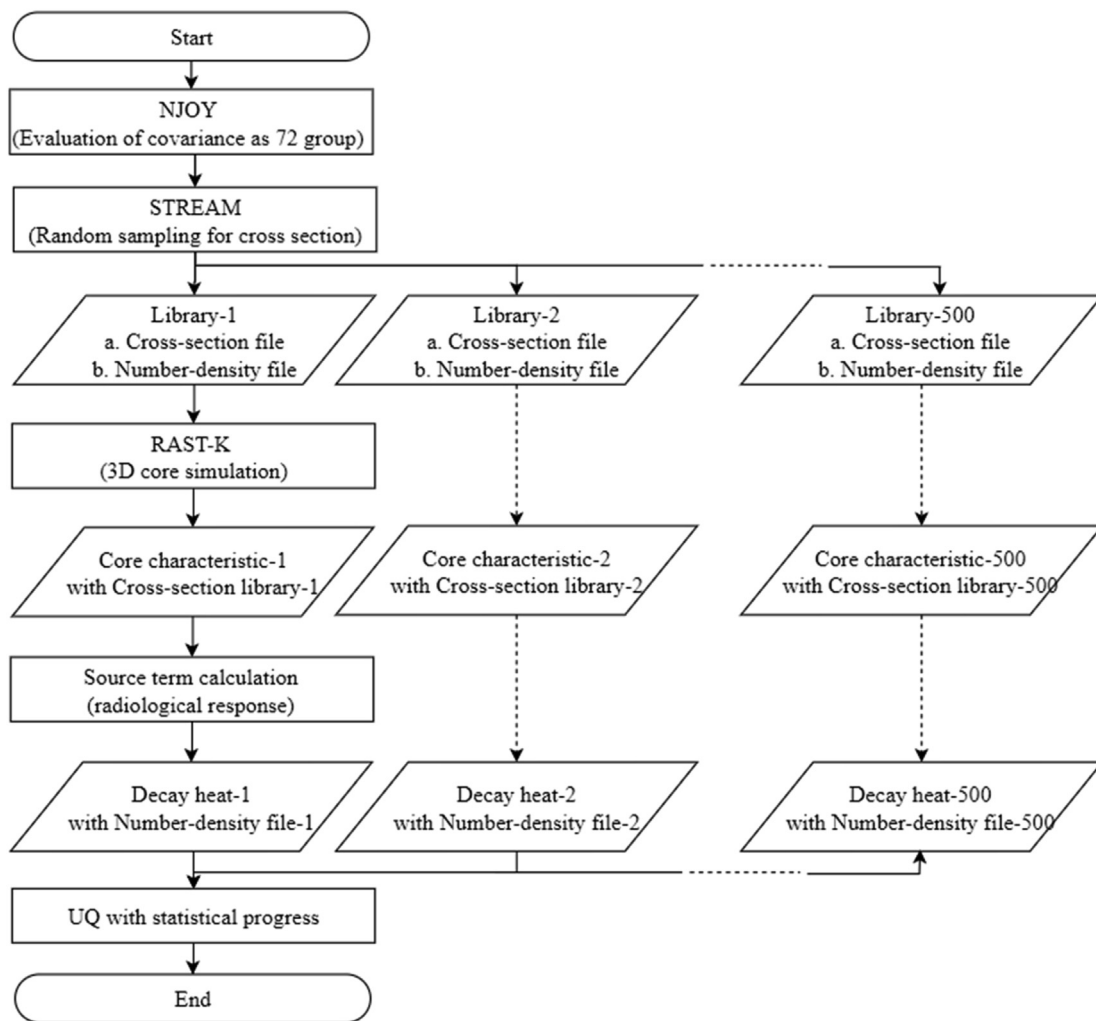 Start
NJOY
(Evaluation of covariance as 72 group)
STREAM
(Random sampling for cross section)
Library-1
a. Cross-section file
b. Number-density file
Library-2
a. Cross-section file
b. Number-density file
Library-500
a. Cross-section file
b. Number-density file
RAST-K
(3D core simulation)
Core characteristic-1
with Cross-section library-1
Core characteristic-2
with Cross-section library-2
Core characteristic-500
with Cross-section library-500
Source term calculation
(radiological response)
Decay heat-1
with Number-density file-1
Decay heat-2
with Number-density file-2
Decay heat-500
with Number-density file-500
UQ with statistical progress
End